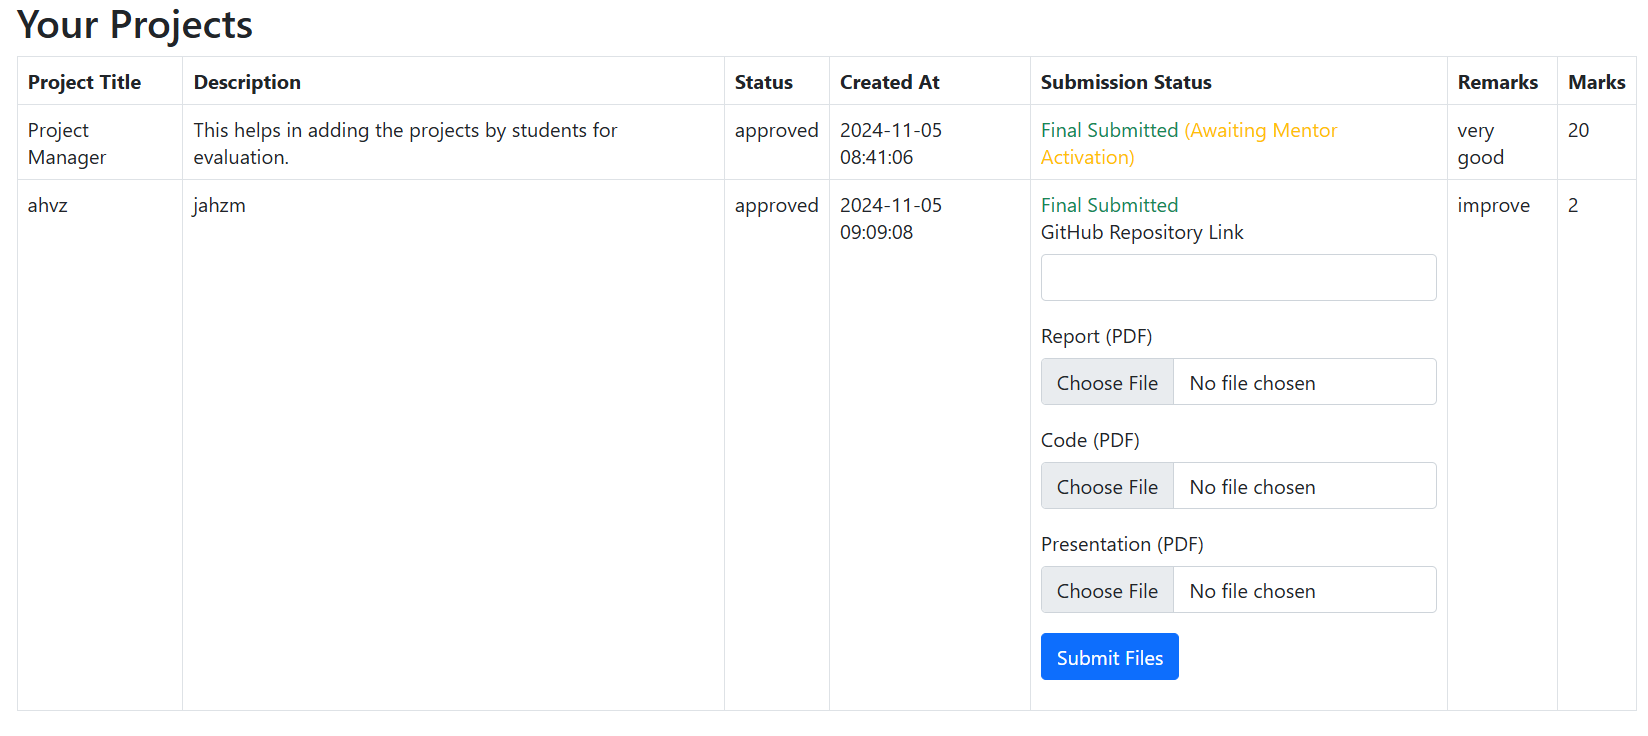 Your Projects
Project Title Description Status Created At Submission Status Remarks Marks
Project Manager This helps in adding the projects by students for evaluation. approved 2024-11-05 08:41:06 Final Submitted (Awaiting Mentor Activation) very good 20
ahvz jahzm approved 2024-11-05 09:09:08 Final Submitted improve 2
GitHub Repository Link
Report (PDF)
Choose File No file chosen
Code (PDF)
Choose File No file chosen
Presentation (PDF)
Choose File No file chosen
Submit Files